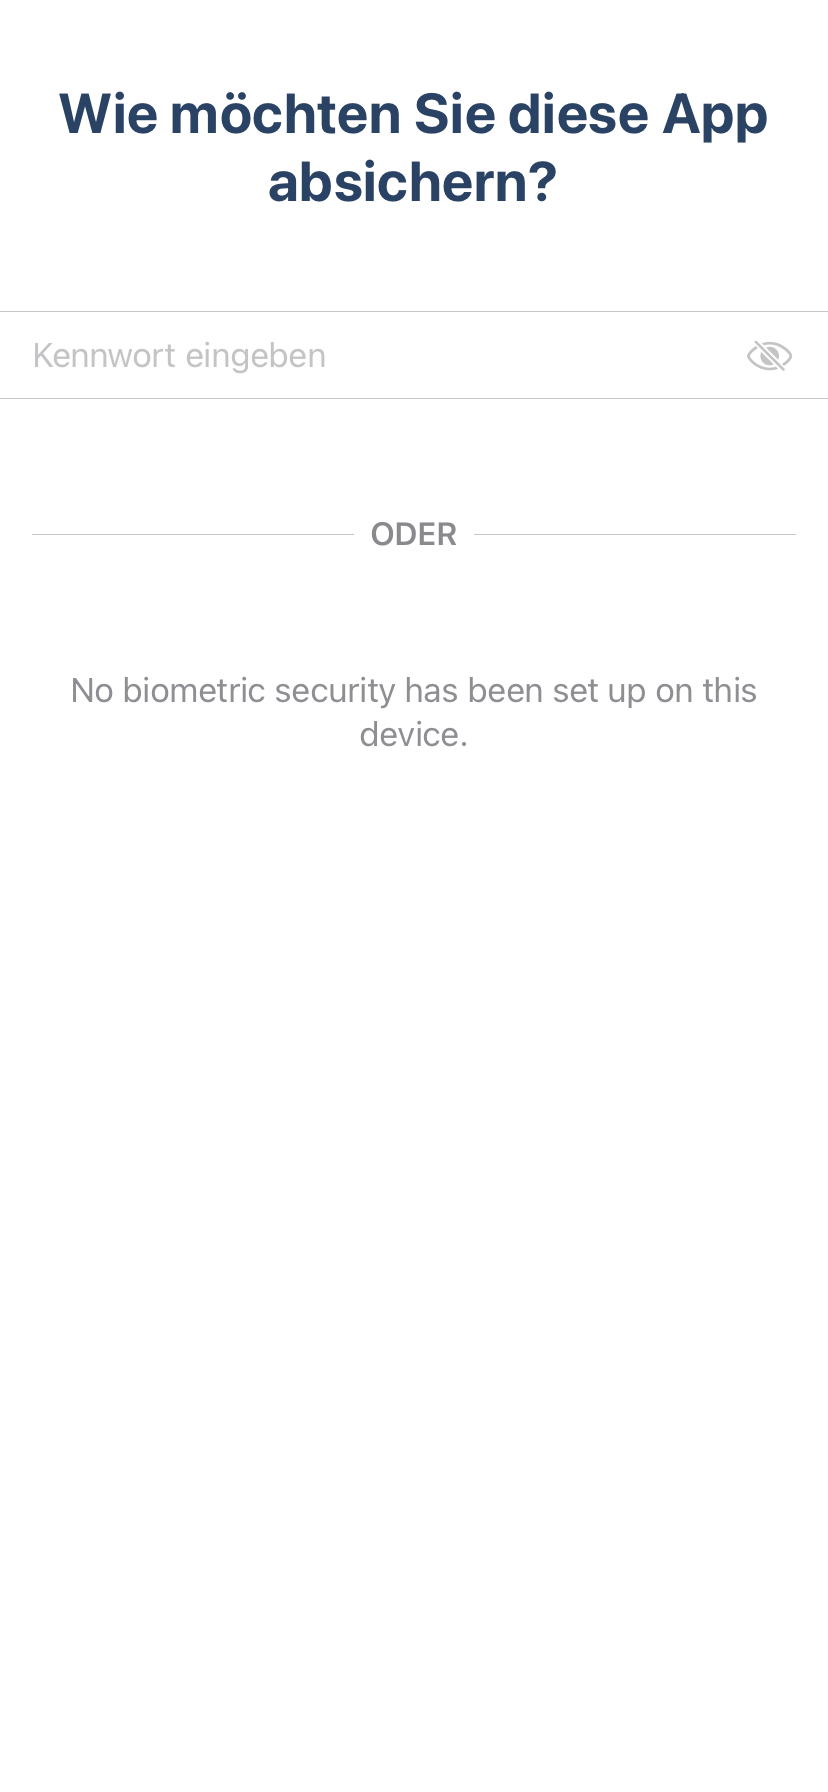 Wie möchten Sie diese App
absichern?
Kennwort eingeben
ODER
No biometric security has been set up on this
device.